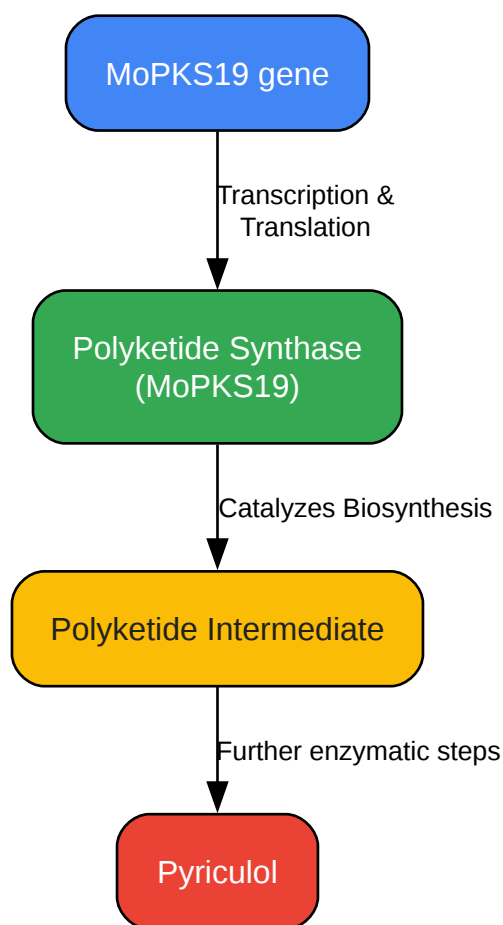 MoPKS19 gene
Transcription &
Translation
Polyketide Synthase
(MoPKS19)
Catalyzes Biosynthesis
Polyketide Intermediate
Further enzymatic steps
Pyriculol